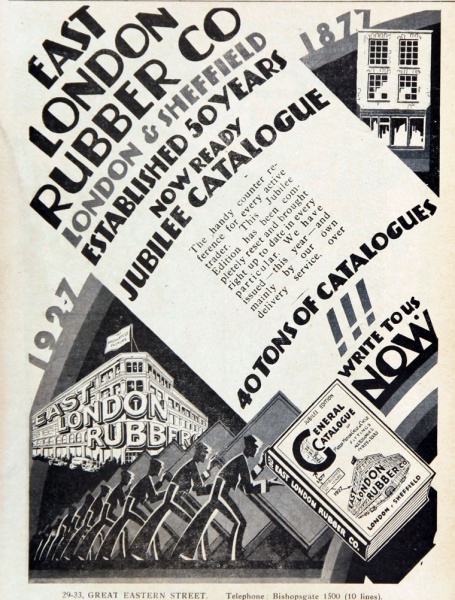 EAST
LONDON
RUBBER CO
LONDON & SHEFFIELD
ESTABLISHED 50 YEARS
NOW READY
JUBILEE CATALOGUE
1877
The handy counter re-
ference for every active
trader. This Jubilee
Edition has been com-
pletely reset and brought
right up to date in every
particular. We have
issued—this year—and
mainly by our own
delivery service, over
40 TONS OF CATALOGUES
!!!
WRITE TO US
NOW
1927
EAST
LONDON
RUBBER
JUBILEE EDITION
GENERAL
CATALOGUE
EAST
LONDON
RUBBER CO
LONDON & SHEFFIELD
EAST LONDON RUBBER CO.
29-33, GREAT EASTERN STREET. Telephone: Bishopsgate 1500 (10 lines).